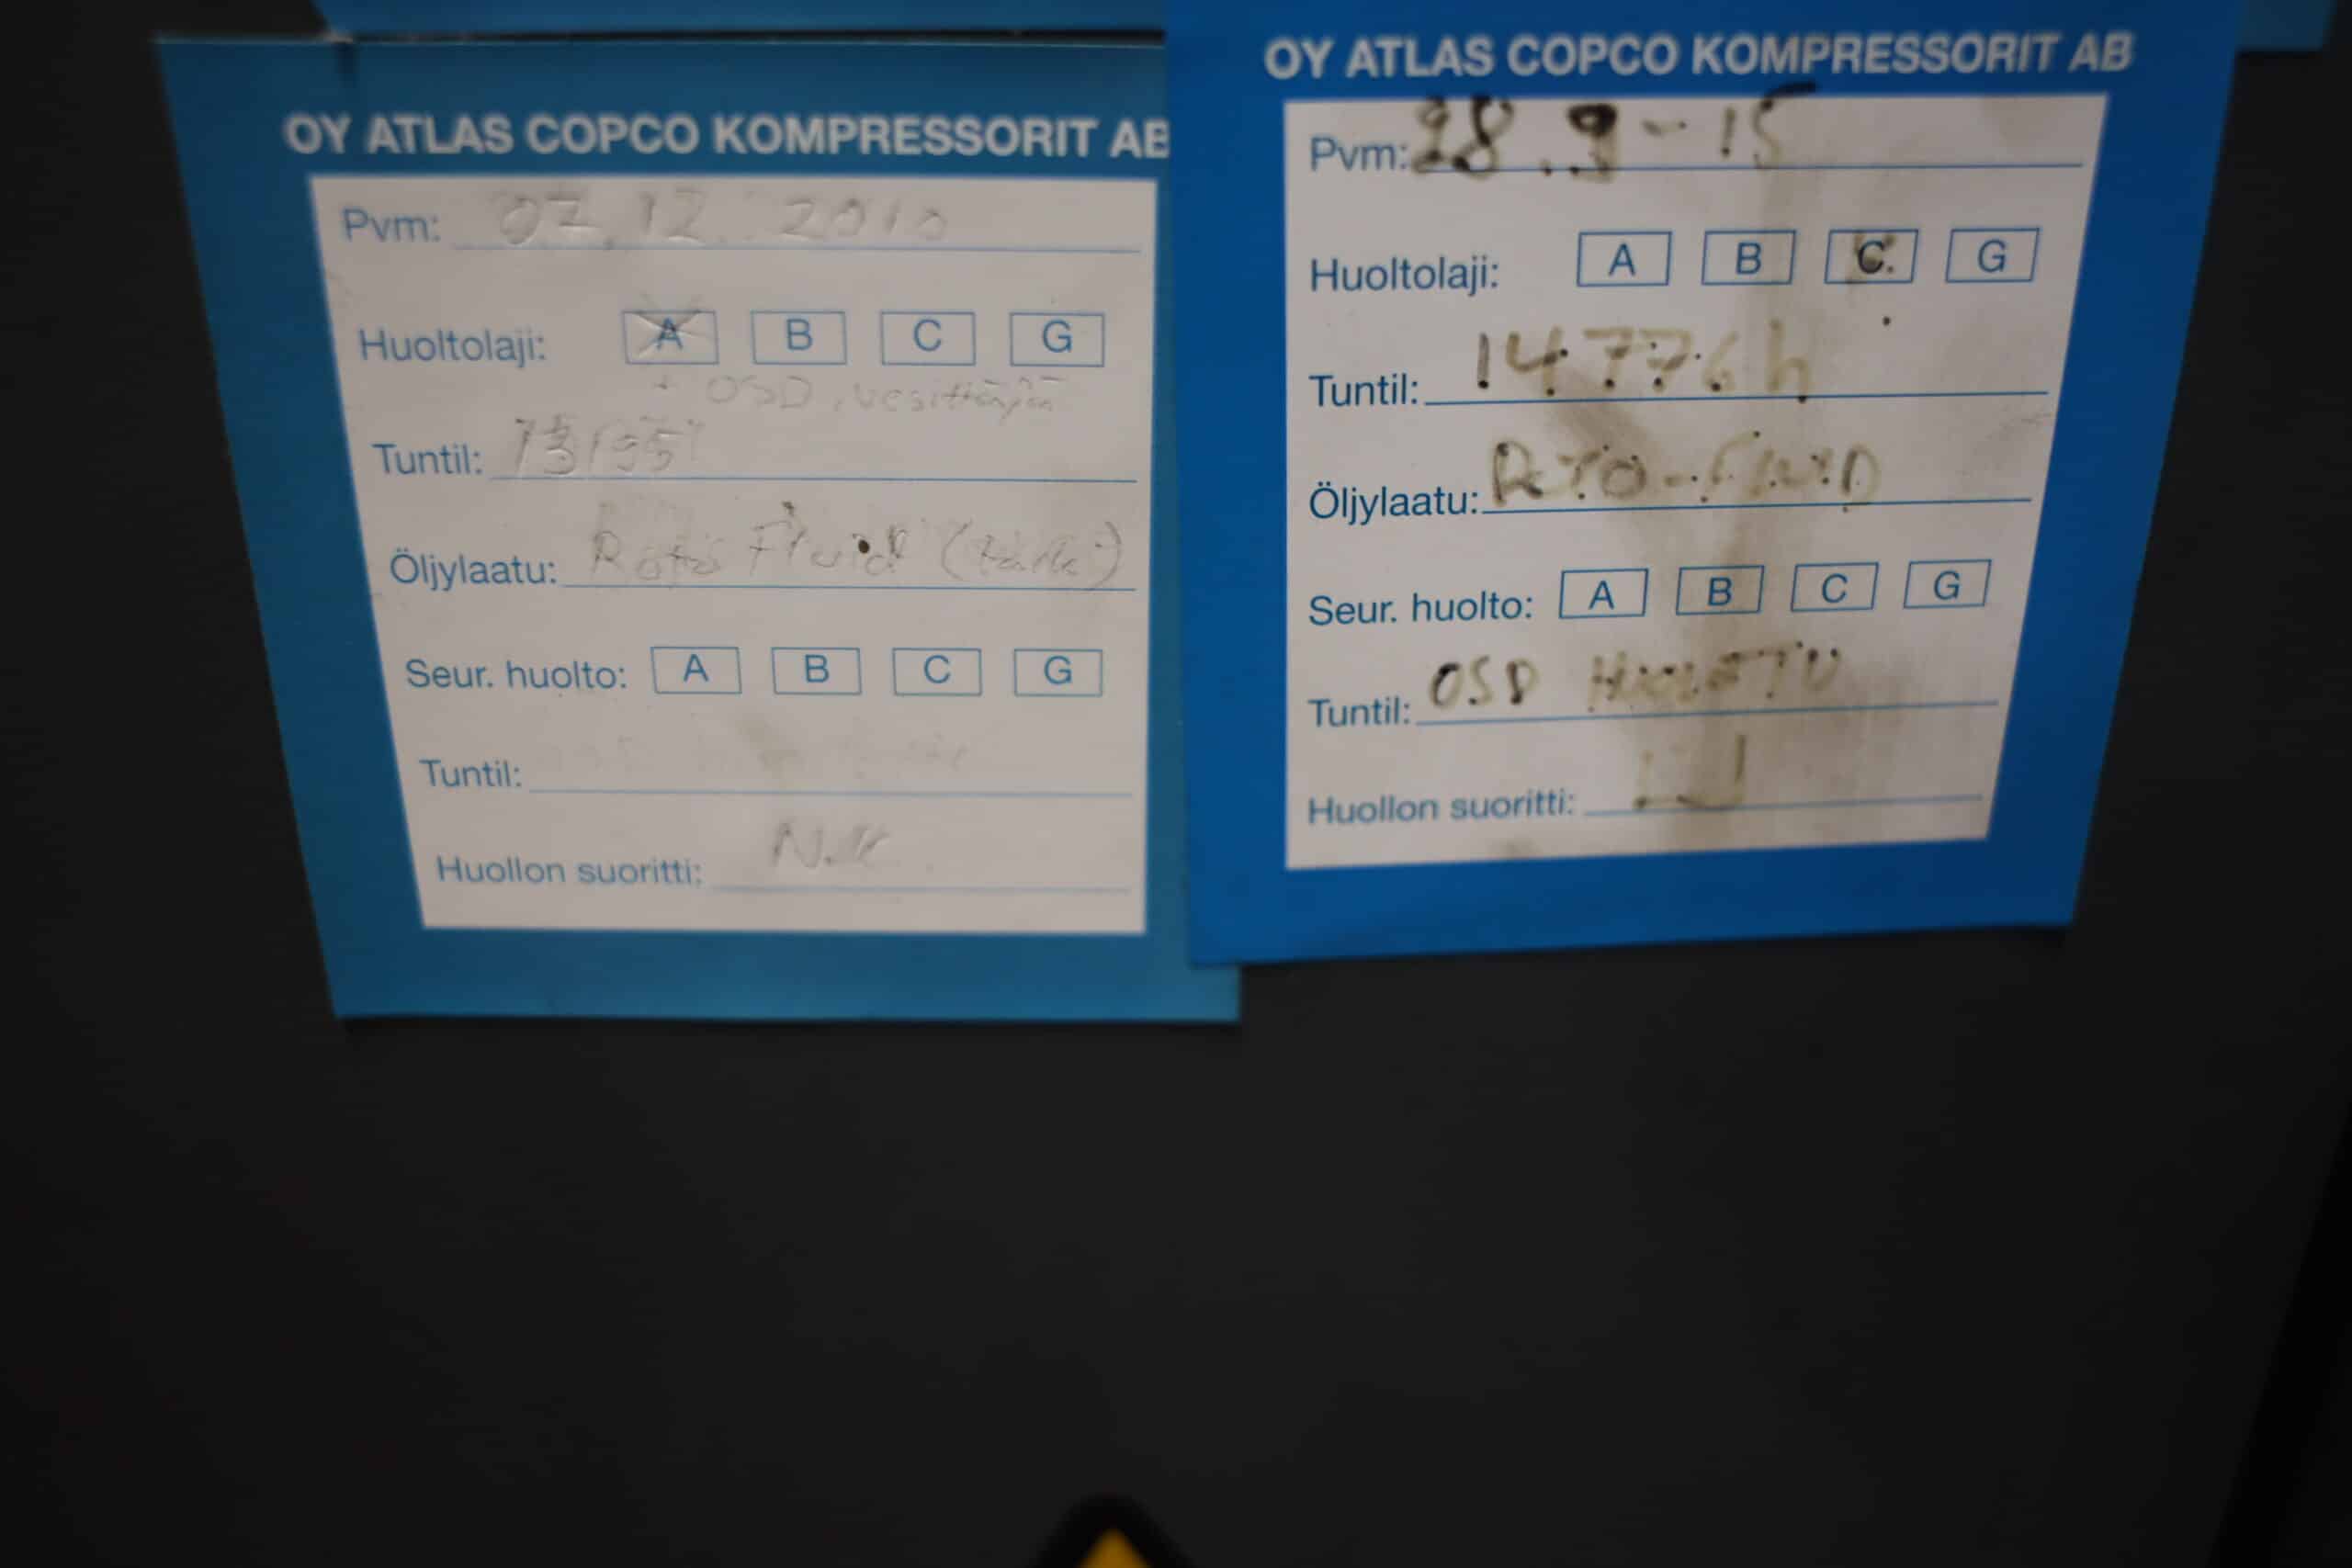 OY ATLAS COPCO KOMPRESSORIT AB
Pvm: 07.12.2010
Huoltolaji: A B C G
+ OSD, vesittäjä
Tuntil:
Öljylaatu: Roto Fluid
Seur. huolto: A B C G
Tuntil:
Huollon suoritti: N.K
OY ATLAS COPCO KOMPRESSORIT AB
Pvm: 28.9-15
Huoltolaji: A B C G
Tuntil: 14776h
Öljylaatu: ROTO-FLUID
Seur. huolto: A B C G
Tuntil: OSD HUOLETTU
Huollon suoritti: